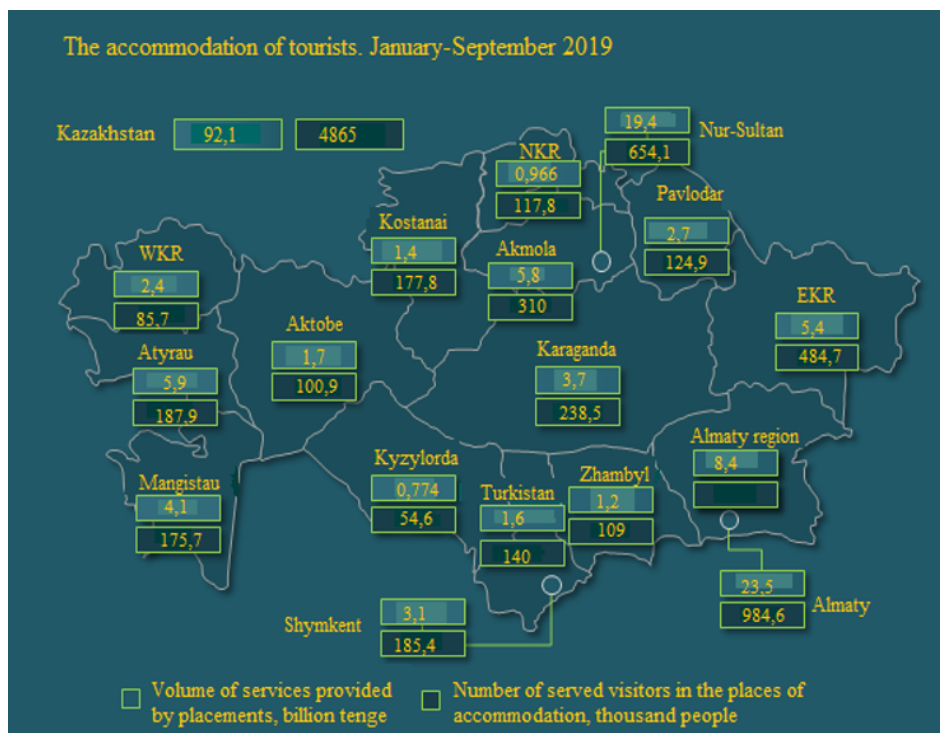 The accommodation of tourists. January-September 2019
Kazakhstan
92,1
4865
19,4
654,1
Nur-Sultan
NKR
0,966
117,8
Pavlodar
2,7
124,9
Kostanai
1,4
177,8
Akmola
5,8
310
WKR
2,4
85,7
EKR
5,4
484,7
Aktobe
1,7
100,9
Atyrau
5,9
187,9
Karaganda
3,7
238,5
Almaty region
8,4
Mangistau
4,1
175,7
Kyzylorda
0,774
54,6
Turkistan
1,6
140
Zhambyl
1,2
109
23,5
984,6
Almaty
Shymkent
3,1
185,4
Volume of services provided
by placements, billion tenge
Number of served visitors in the places of
accommodation, thousand people